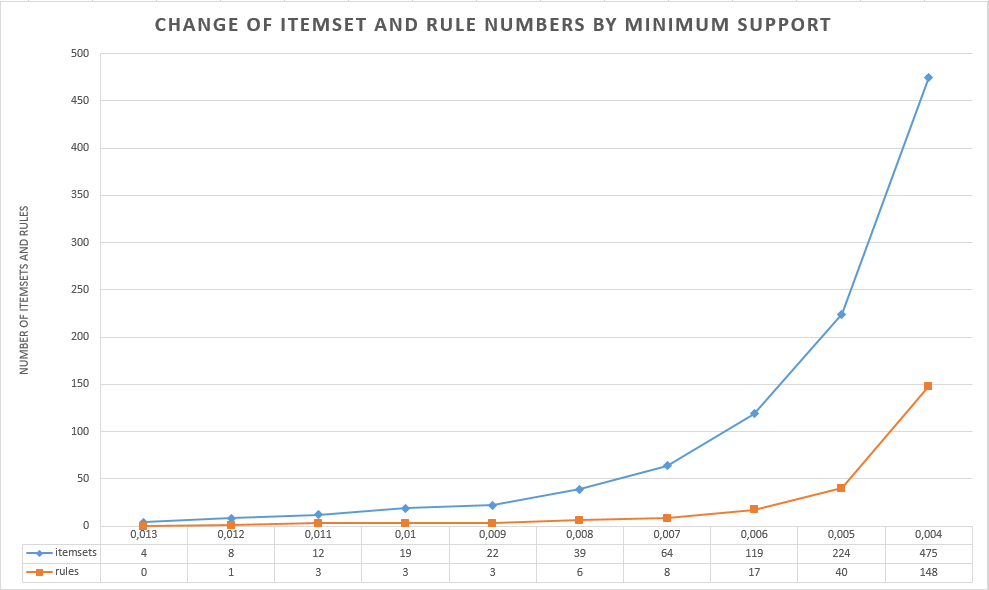 CHANGE OF ITEMSET AND RULE NUMBERS BY MINIMUM SUPPORT
NUMBER OF ITEMSETS AND RULES
500
450
400
350
300
250
200
150
100
50
0
0,013 0,012 0,011 0,01 0,009 0,008 0,007 0,006 0,005 0,004
itemsets 4 8 12 19 22 39 64 119 224 475
rules 0 1 3 3 3 6 8 17 40 148